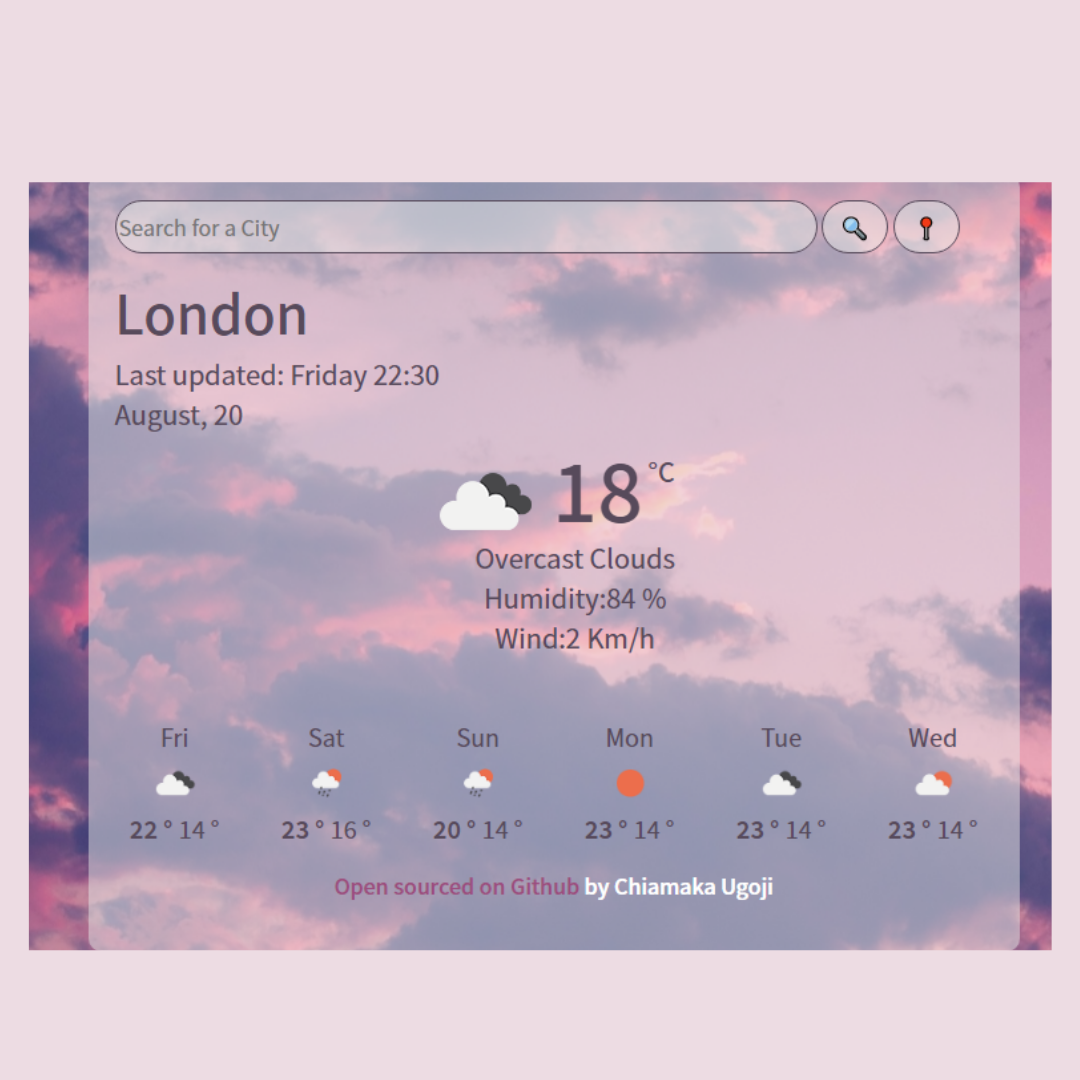 Search for a City
London
Last updated: Friday 22:30
August, 20
18 °C
Overcast Clouds
Humidity:84 %
Wind:2 Km/h
Fri Sat Sun Mon Tue Wed
22 ° 14 ° 23 ° 16 ° 20 ° 14 ° 23 ° 14 ° 23 ° 14 ° 23 ° 14 °
Open sourced on Github by Chiamaka Ugoji